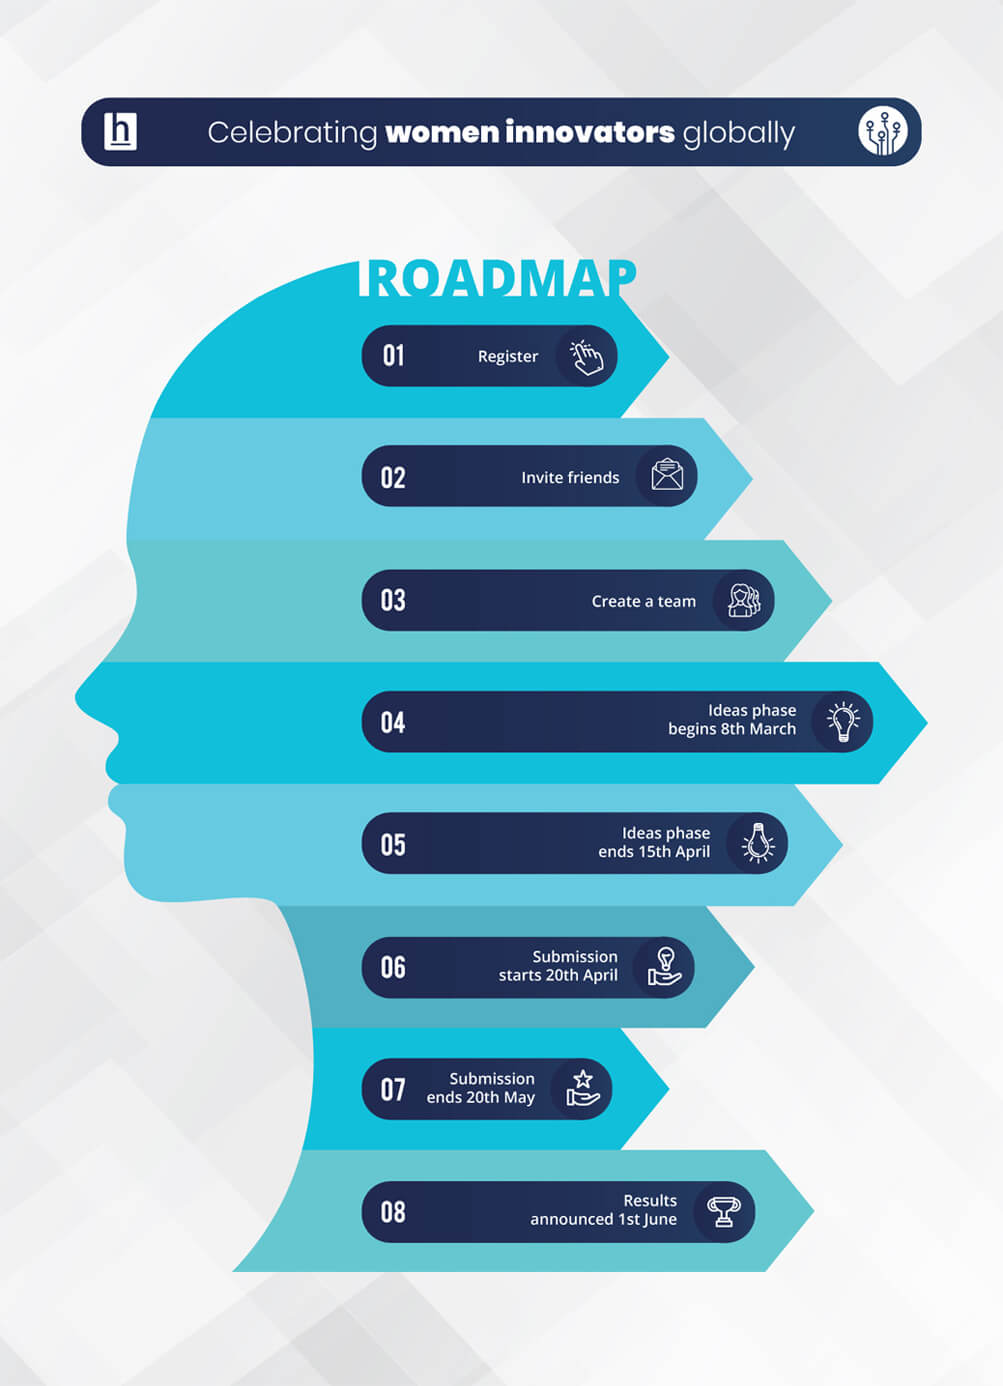 h
Celebrating women innovators globally
ROADMAP
01
Register
02
Invite friends
03
Create a team
04
Ideas phase
begins 8th March
05
Ideas phase
ends 15th April
06
Submission
starts 20th April
07
Submission
ends 20th May
08
Results
announced 1st June